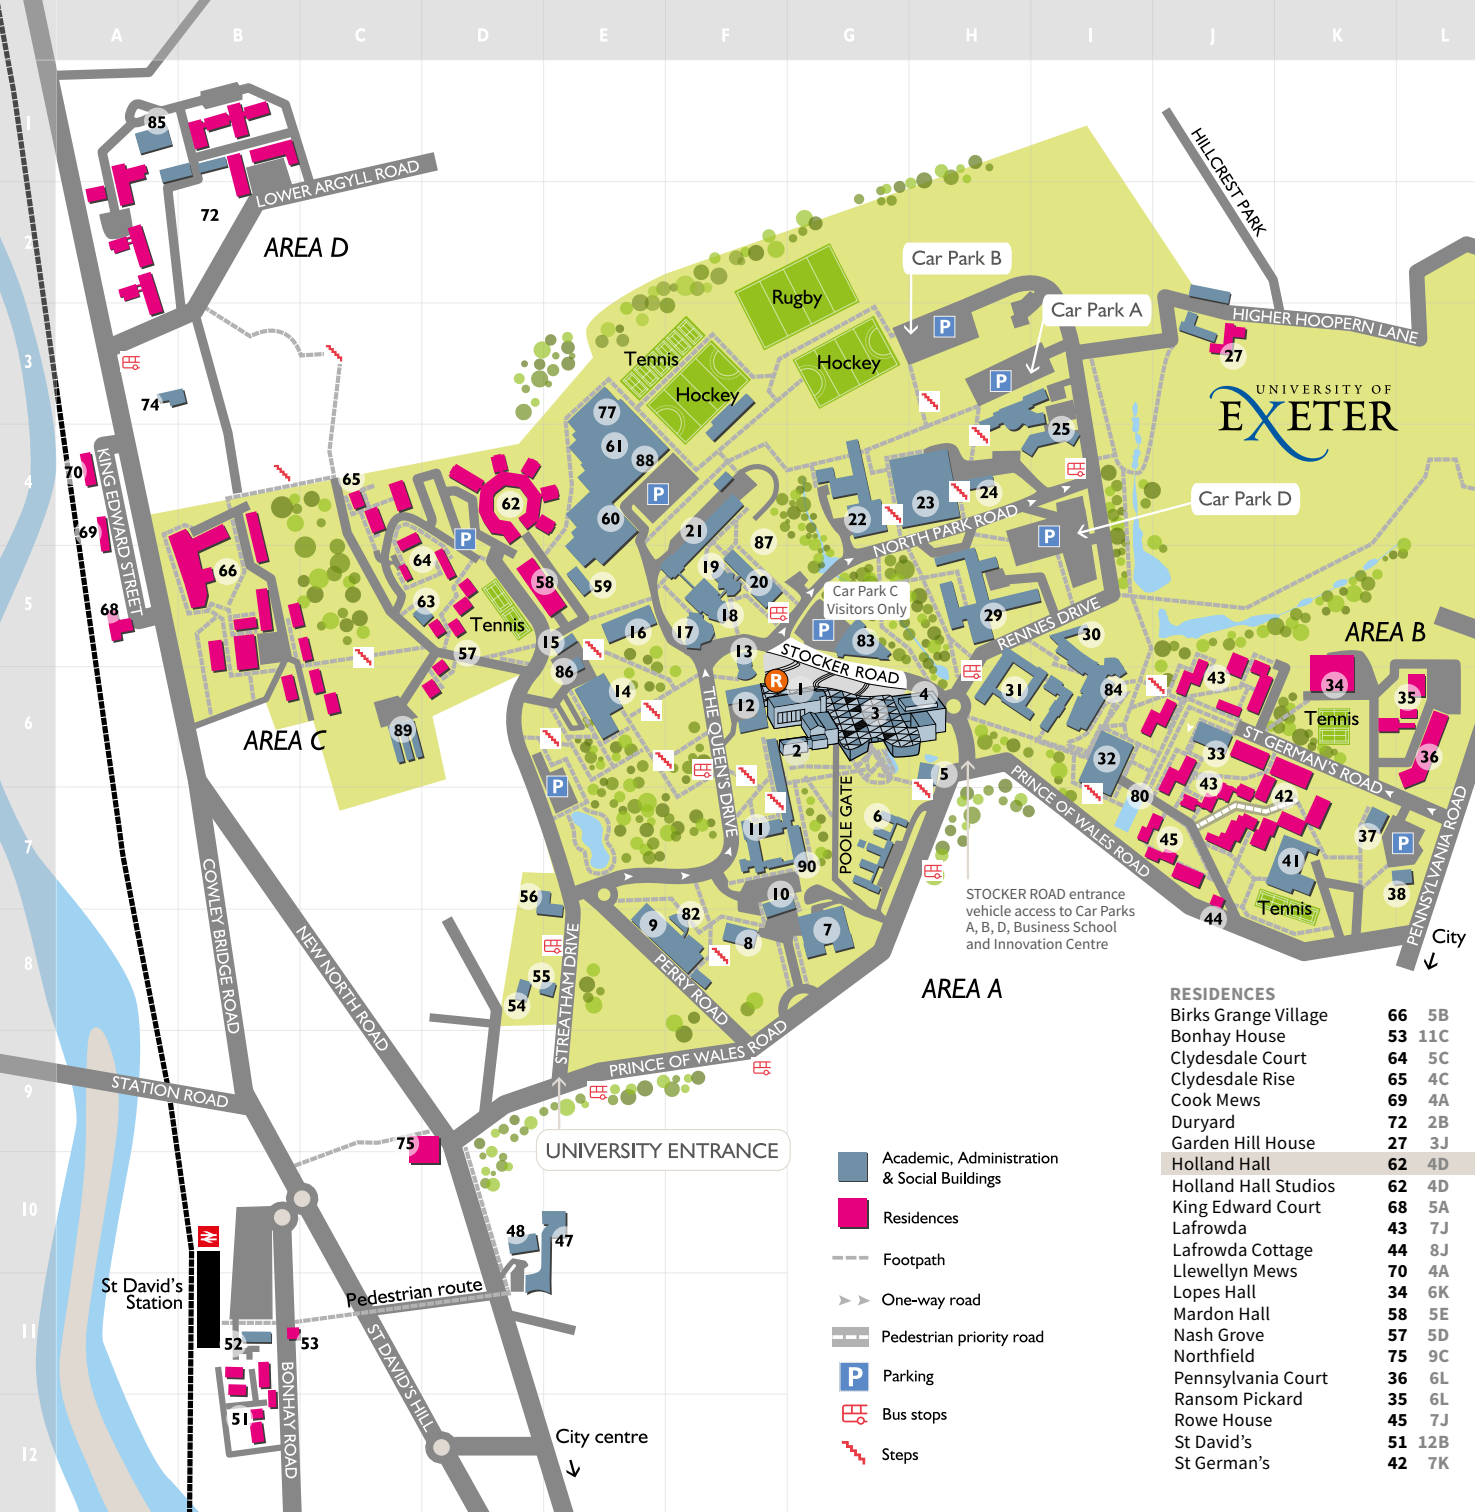 A B C D E F G H I J K L
1
2
3
4
5
6
7
8
9
10
11
12
85
72
LOWER ARGYLL ROAD
AREA D
HILLCREST PARK
Car Park B
Car Park A
Rugby
Hockey
Tennis
Hockey
HIGHER HOOPERN LANE
27
UNIVERSITY OF
EXETER
74
77
61
88
25
70
KING EDWARD STREET
69
68
65
62
60
P
21
87
22
23
24
NORTH PARK ROAD
Car Park D
66
64
63
58
59
19
20
18
Car Park C
Visitors Only
29
RENNES DRIVE
30
AREA B
Tennis
57
15
86
16
17
13
83
STOCKER ROAD
R
1
4
3
2
12
14
31
84
43
34
35
Tennis
36
ST GERMAN'S ROAD
AREA C
89
THE QUEEN'S DRIVE
5
POOLE GATE
6
32
33
43
42
80
45
41
37
38
44
Tennis
PRINCE OF WALES ROAD
PENNSYLVANIA ROAD
City
11
90
10
7
8
82
9
56
55
54
PERRY ROAD
STREATHAM DRIVE
COWLEY BRIDGE ROAD
NEW NORTH ROAD
STOCKER ROAD entrance
vehicle access to Car Parks
A, B, D, Business School
and Innovation Centre
AREA A
PRINCE OF WALES ROAD
STATION ROAD
UNIVERSITY ENTRANCE
75
48
47
St David's
Station
Pedestrian route
52
53
51
BONHAY ROAD
ST DAVID'S HILL
City centre
Academic, Administration
& Social Buildings
Residences
Footpath
One-way road
Pedestrian priority road
P Parking
Bus stops
Steps
RESIDENCES
Birks Grange Village 66 5B
Bonhay House 53 11C
Clydesdale Court 64 5C
Clydesdale Rise 65 4C
Cook Mews 69 4A
Duryard 72 2B
Garden Hill House 27 3J
Holland Hall 62 4D
Holland Hall Studios 62 4D
King Edward Court 68 5A
Lafrowda 43 7J
Lafrowda Cottage 44 8J
Llewellyn Mews 70 4A
Lopes Hall 34 6K
Mardon Hall 58 5E
Nash Grove 57 5D
Northfield 75 9C
Pennsylvania Court 36 6L
Ransom Pickard 35 6L
Rowe House 45 7J
St David's 51 12B
St German's 42 7K